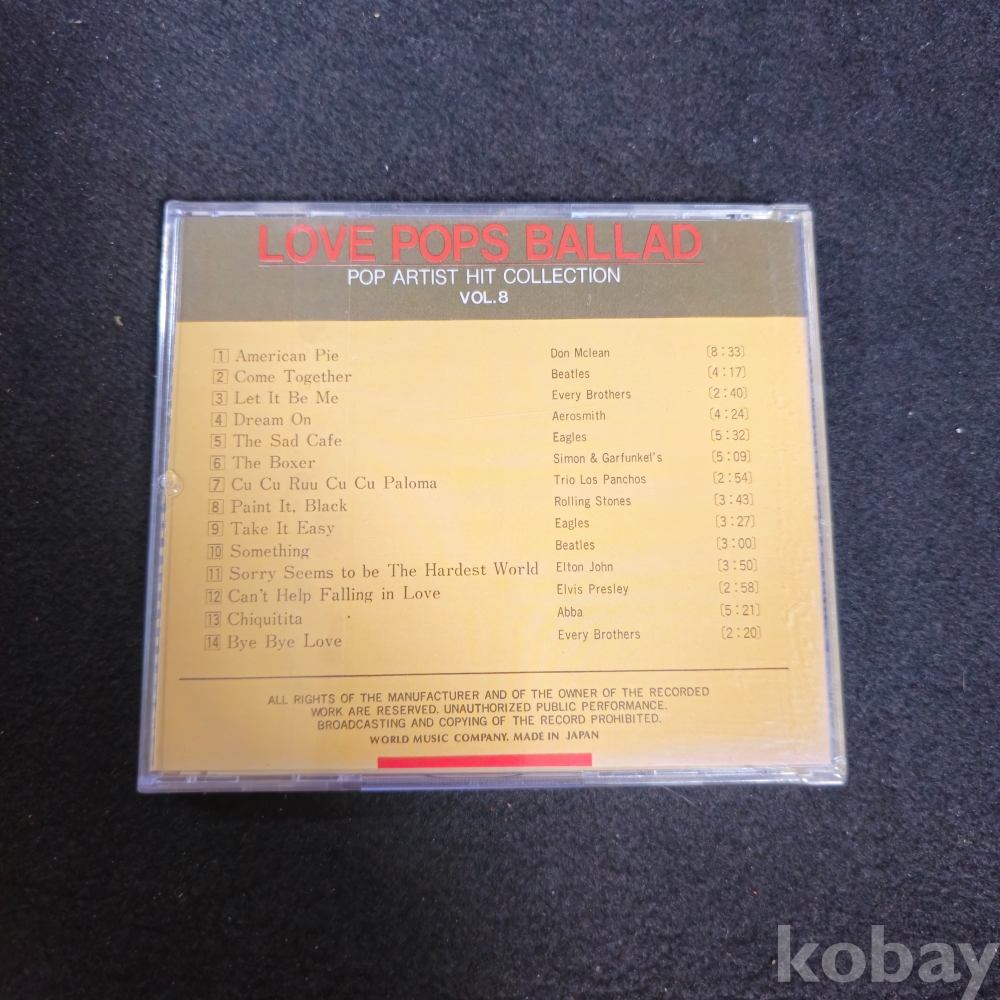 LOVE POPS BALLAD
POP ARTIST HIT COLLECTION
VOL.8
1 American Pie Don Mclean (8:33)
2 Come Together Beatles (4:17)
3 Let It Be Me Every Brothers (2:40)
4 Dream On Aerosmith (4:24)
5 The Sad Cafe Eagles (5:32)
6 The Boxer Simon & Garfunkel's (5:09)
7 Cu Cu Ruu Cu Cu Paloma Trio Los Panchos (2:54)
8 Paint It, Black Rolling Stones (3:43)
9 Take It Easy Eagles (3:27)
10 Something Beatles (3:00)
11 Sorry Seems to be The Hardest World Elton John (3:50)
12 Can't Help Falling in Love Elvis Presley (2:58)
13 Chiquitita Abba (5:21)
14 Bye Bye Love Every Brothers (2:20)
ALL RIGHTS OF THE MANUFACTURER AND OF THE OWNER OF THE RECORDED
WORK ARE RESERVED. UNAUTHORIZED PUBLIC PERFORMANCE.
BROADCASTING AND COPYING OF THE RECORD PROHIBITED.
WORLD MUSIC COMPANY. MADE IN JAPAN
kobay